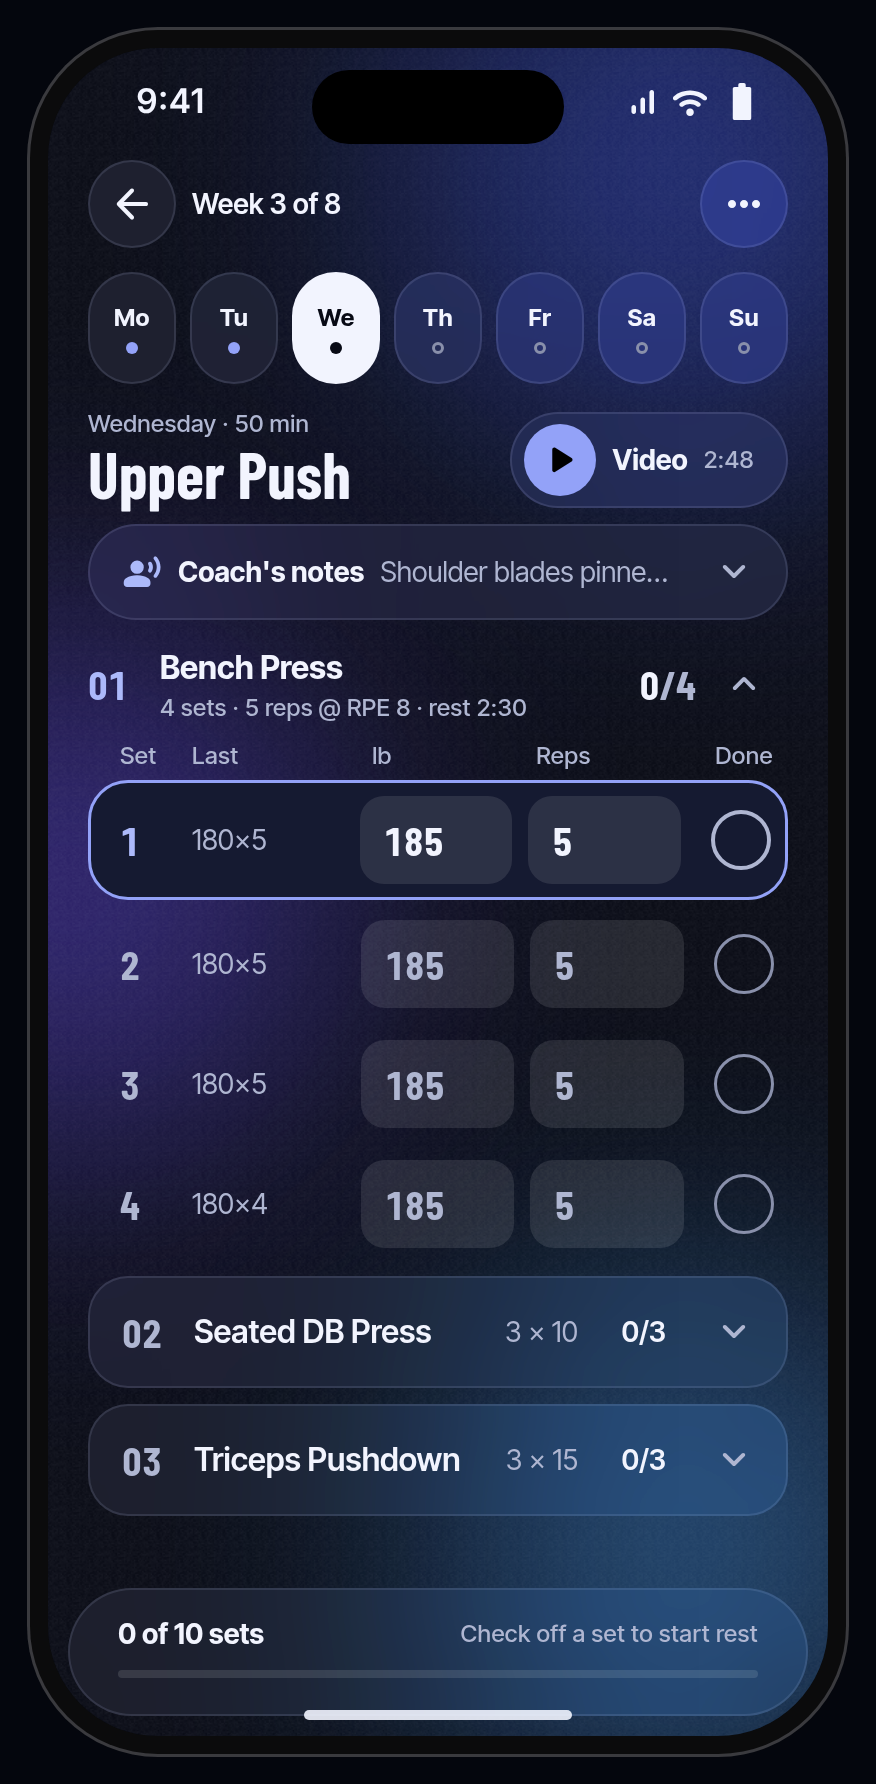 9:41
Week 3 of 8
Mo Tu We Th Fr Sa Su
Wednesday · 50 min
Upper Push
Video 2:48
Coach's notes Shoulder blades pinne...
01 Bench Press 0/4
4 sets · 5 reps @ RPE 8 · rest 2:30
Set Last lb Reps Done
1 180×5 185 5
2 180×5 185 5
3 180×5 185 5
4 180×4 185 5
02 Seated DB Press 3 × 10 0/3
03 Triceps Pushdown 3 × 15 0/3
0 of 10 sets Check off a set to start rest